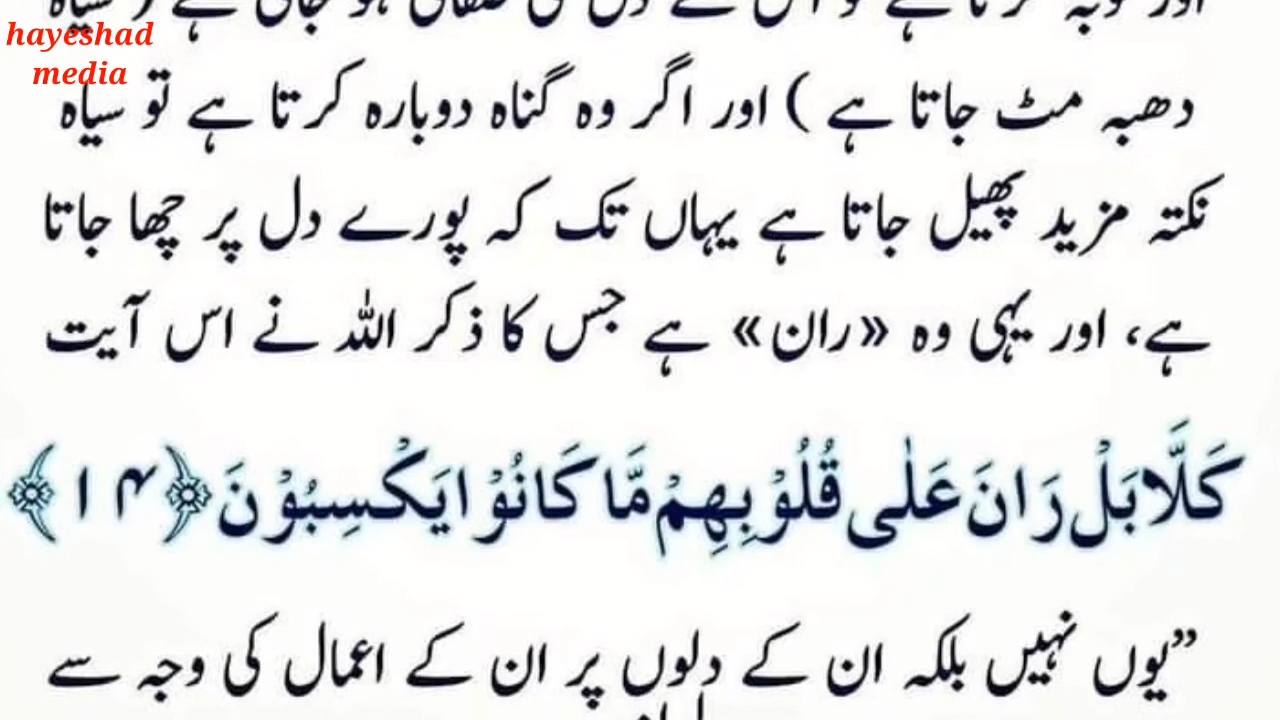 hayeshad
media
دھبہ مٹ جاتا ہے ) اور اگر وہ گناہ دوبارہ کرتا ہے تو سیاہ
نکتہ مزید پھیل جاتا ہے یہاں تک کہ پورے دل پر چھا جاتا
ہے، اور یہی وہ «ران» ہے جس کا ذکر اللہ نے اس آیت
كَلَّا بَلْ رَانَ عَلٰى قُلُوْبِهِمْ مَّا كَانُوْا يَكْسِبُوْنَ ﴿۱۴﴾
”یوں نہیں بلکہ ان کے دلوں پر ان کے اعمال کی وجہ سے